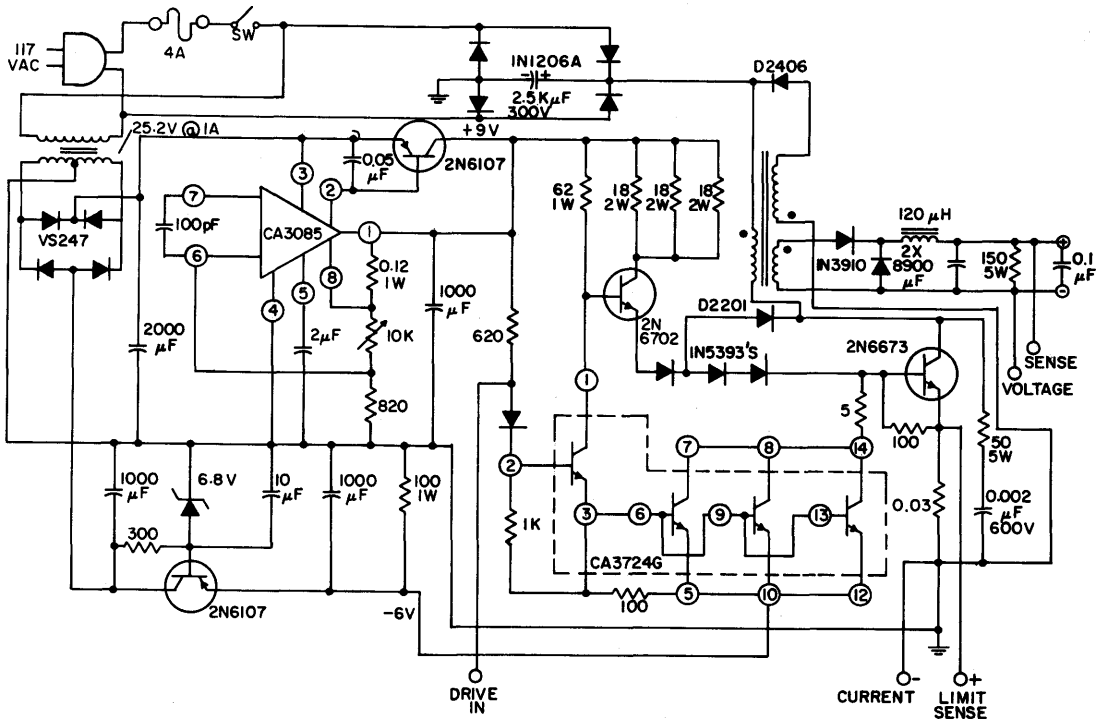 117
VAC
4A
SW
1N1206A
- +
2.5KµF
300V
D2406
25.2V @ 1A
+9V
2N6107
0.05
µF
3
2
7
100pF
CA3085
1
6
8
5
4
VS247
0.12
1W
10K
820
2µF
2000
µF
1000
µF
62
1W
18
2W
18
2W
18
2W
620
2N
6702
120 µH
2X
8900
µF
1N3910
150
5W
+
0.1
µF
-
D2201
1N5393'S
2N6673
SENSE
VOLTAGE
1
5
100
50
5W
0.002
µF
600V
0.03
1000
µF
6.8V
10
µF
1000
µF
100
1W
300
2N6107
-6V
2
1K
3
6
7
8
14
9
13
CA3724G
100
5
10
12
DRIVE
IN
-
CURRENT
+
LIMIT
SENSE